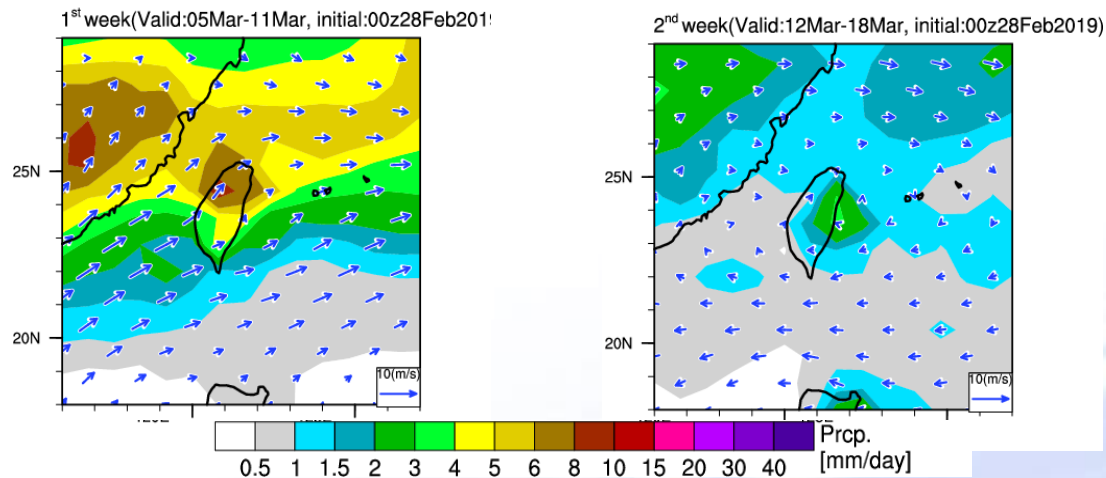 1st week(Valid:05Mar-11Mar, initial:00z28Feb201
2nd week(Valid:12Mar-18Mar, initial:00z28Feb2019)
25N
20N
10(m/s)
25N
20N
10(m/s)
0.5 1 1.5 2 3 4 5 6 8 10 15 20 30 40
Prcp.
[mm/day]